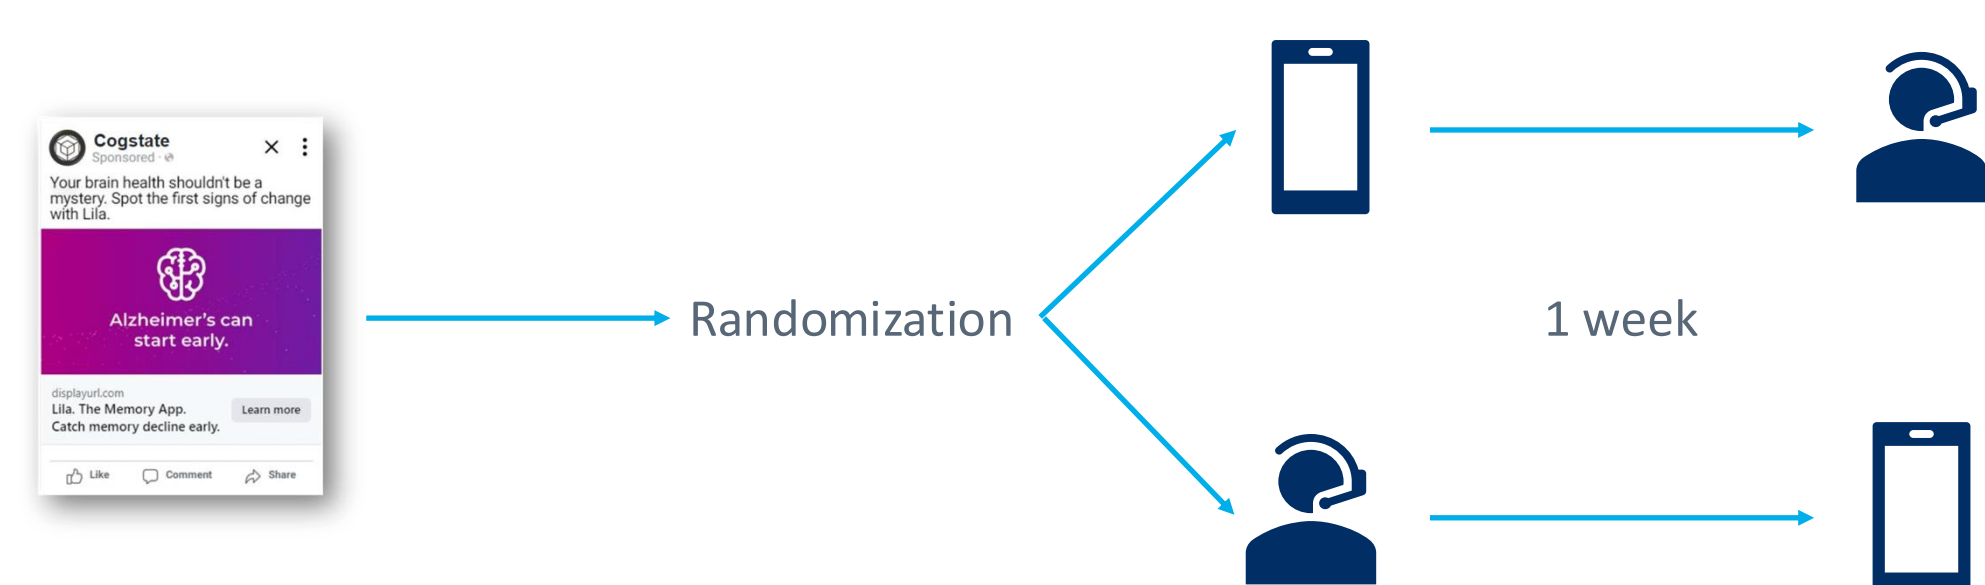 Cogstate
Sponsored ·
Your brain health shouldn't be a
mystery. Spot the first signs of change
with Lila.
Alzheimer's can
start early.
displayurl.com
Lila. The Memory App.
Catch memory decline early.
Learn more
Like
Comment
Share
Randomization
1 week